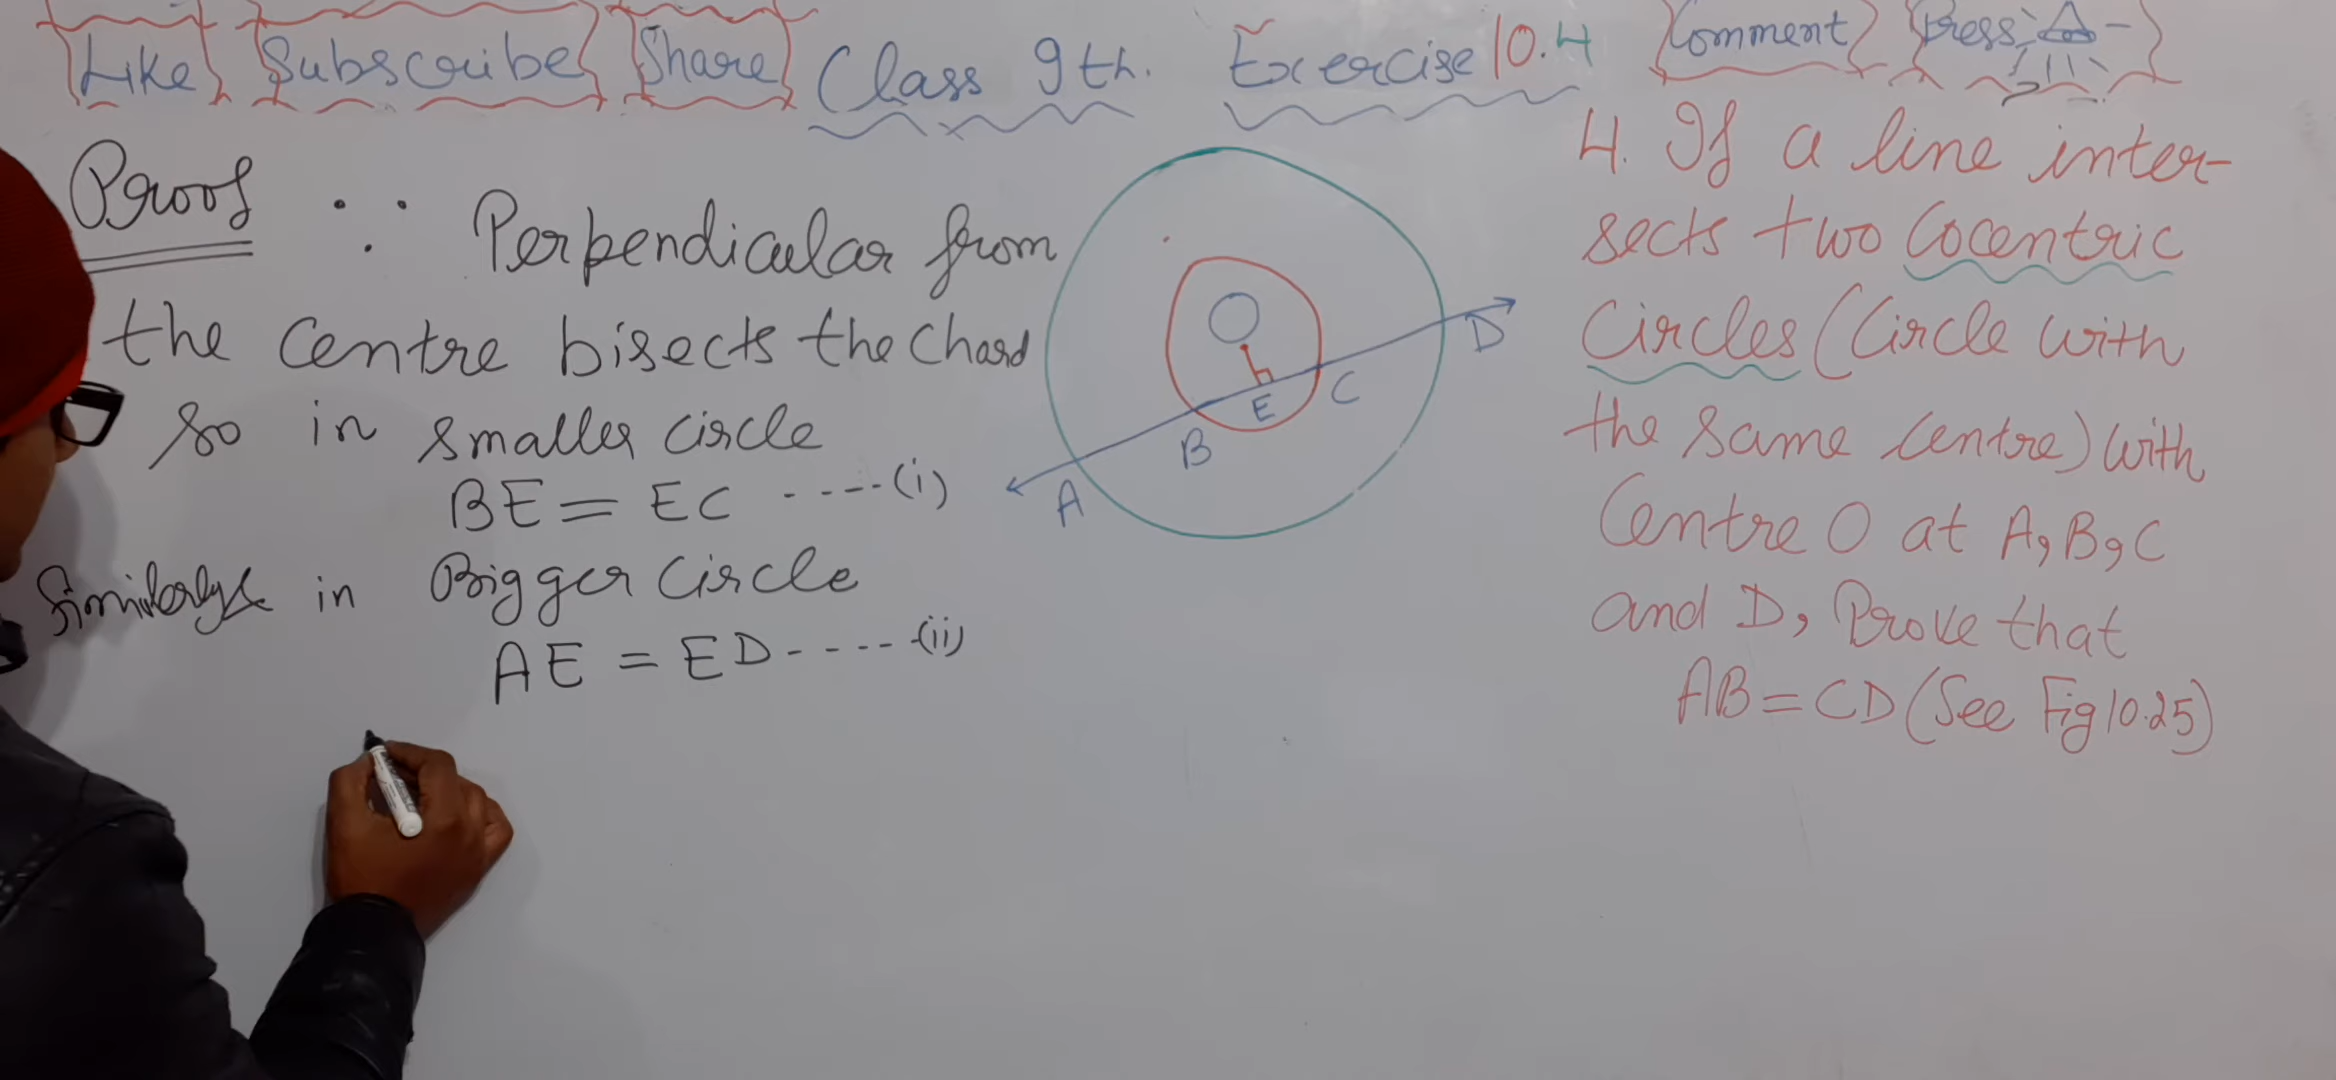 Like Subscribe Share Class 9th. Exercise 10.4 Comment Press
Proof ∵ Perpendicular from
the Centre bisects the Chord
So in smaller circle
BE = EC ----(i)
Similarly in Bigger Circle
AE = ED ----(ii)
A
B
E
C
D
4. If a line inter-
sects two Cocentric
Circles (Circle with
the same Centre) with
Centre O at A, B, C
and D, Prove that
AB = CD (See Fig 10.25)